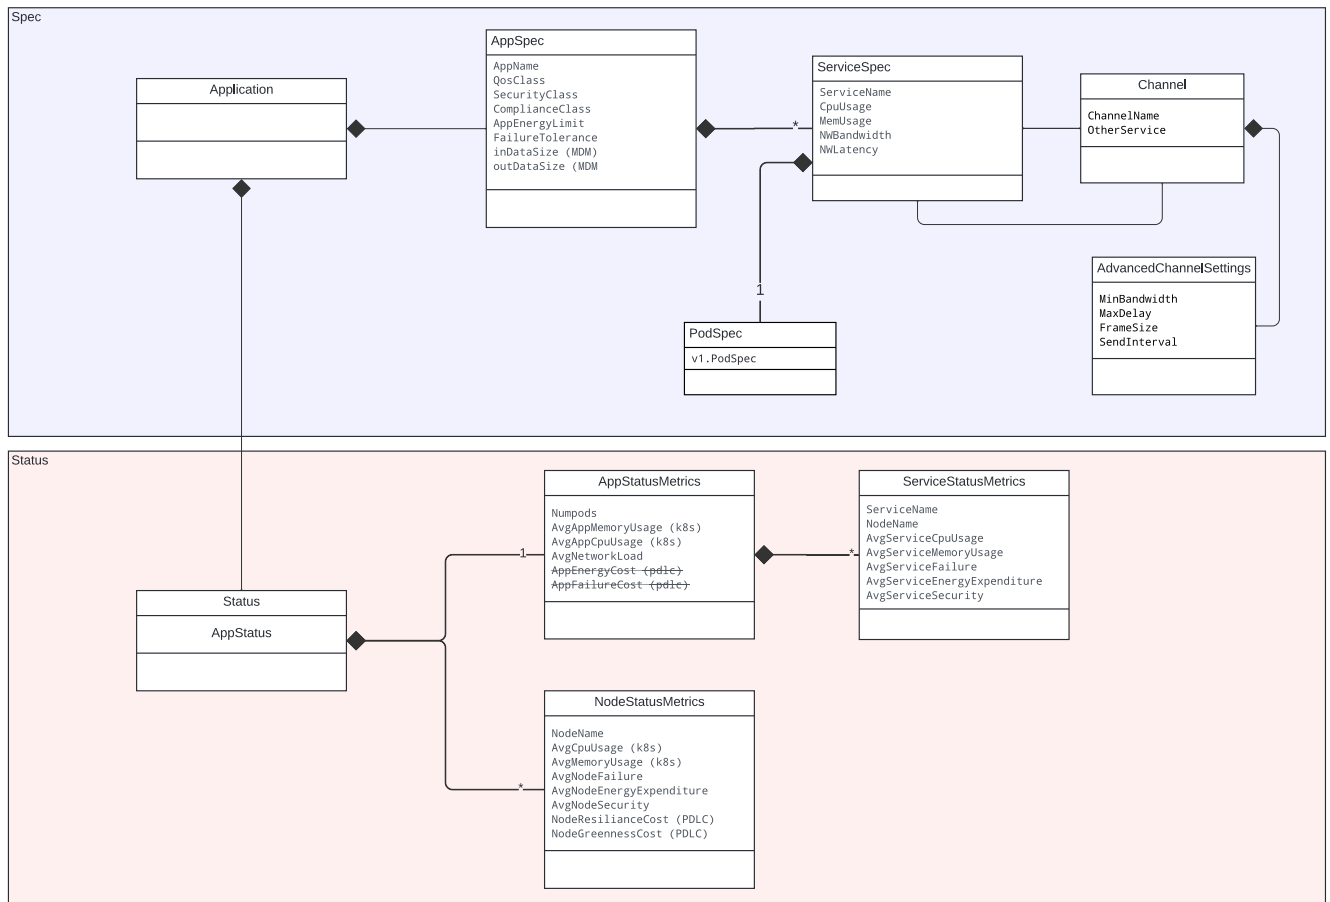 Spec
Application
AppSpec
AppName
QosClass
SecurityClass
ComplianceClass
AppEnergyLimit
FailureTolerance
inDataSize (MDM)
outDataSize (MDM
*
ServiceSpec
ServiceName
CpuUsage
MemUsage
NWBandwidth
NWLatency
Channel
ChannelName
OtherService
AdvancedChannelSettings
MinBandwidth
MaxDelay
FrameSize
SendInterval
1
PodSpec
v1.PodSpec
Status
Status
AppStatus
1
AppStatusMetrics
Numpods
AvgAppMemoryUsage (k8s)
AvgAppCpuUsage (k8s)
AvgNetworkLoad
AppEnergyCost (pdlc)
AppFailureCost (pdlc)
*
ServiceStatusMetrics
ServiceName
NodeName
AvgServiceCpuUsage
AvgServiceMemoryUsage
AvgServiceFailure
AvgServiceEnergyExpenditure
AvgServiceSecurity
*
NodeStatusMetrics
NodeName
AvgCpuUsage (k8s)
AvgMemoryUsage (k8s)
AvgNodeFailure
AvgNodeEnergyExpenditure
AvgNodeSecurity
NodeResilianceCost (PDLC)
NodeGreennessCost (PDLC)